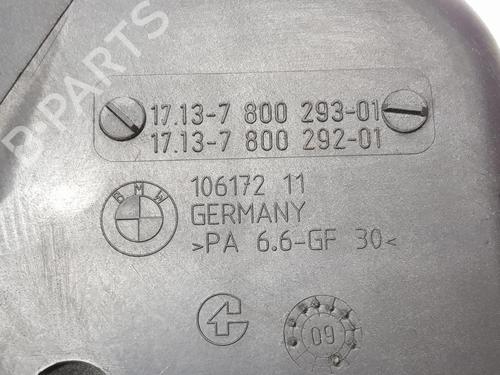 B-PARTS
17.13-7 800 293-01
17.13-7 800 292-01
BMW
106172 11
GERMANY
>PA 6.6-GF 30<
4
09